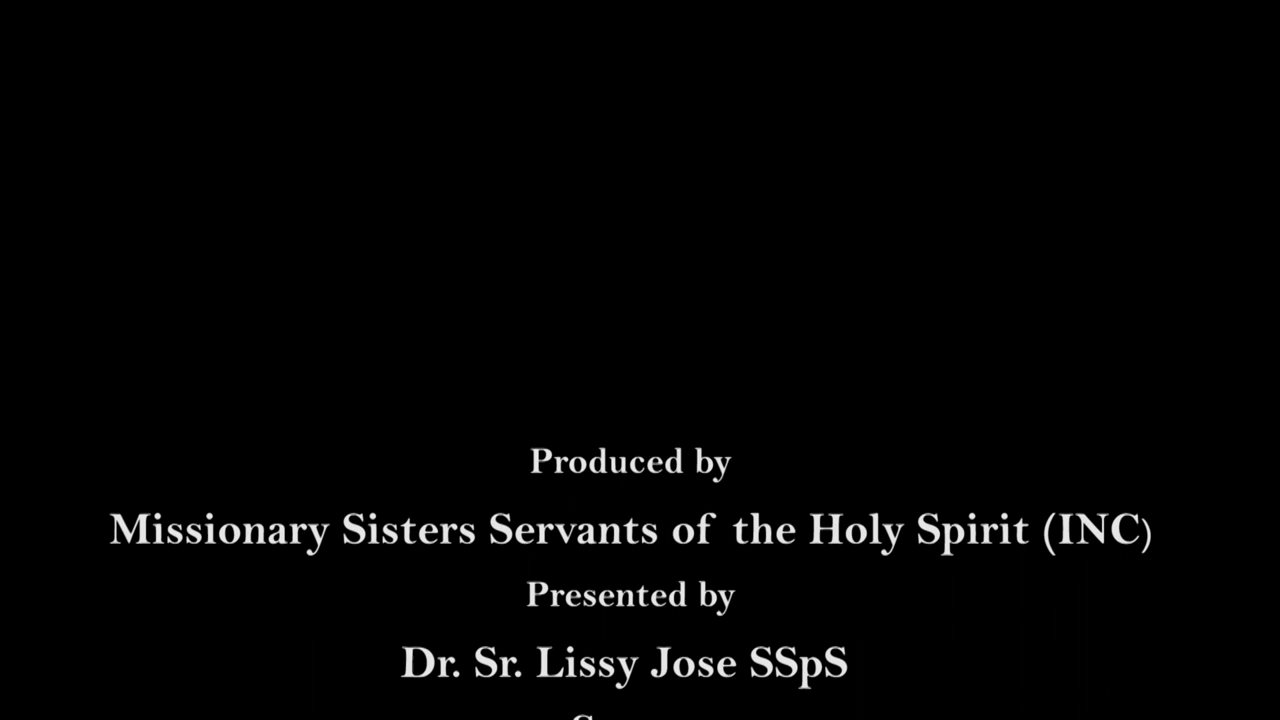 Produced by
Missionary Sisters Servants of the Holy Spirit (INC)
Presented by
Dr. Sr. Lissy Jose SSpS